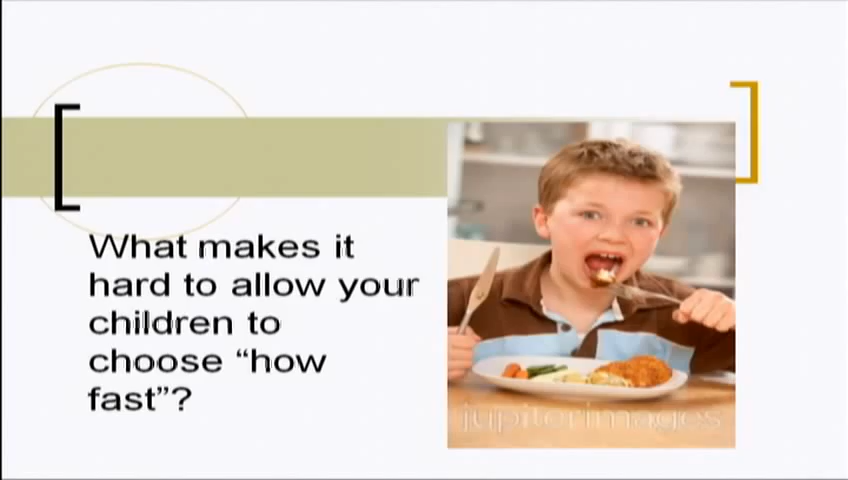 What makes it
hard to allow your
children to
choose “how
fast”?
jupiterimages